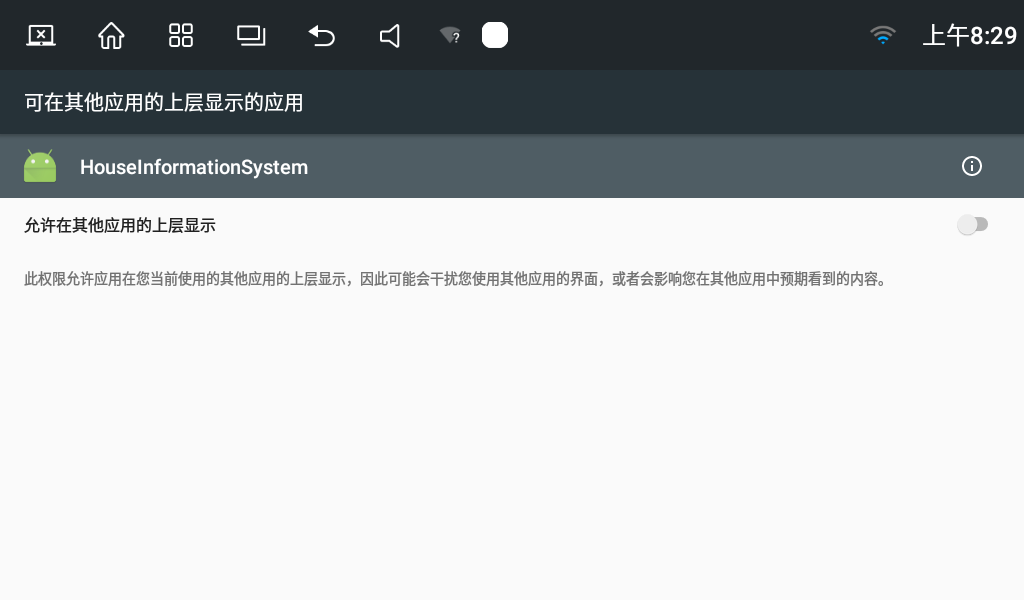 上午8:29
可在其他应用的上层显示的应用
HouseInformationSystem
允许在其他应用的上层显示
此权限允许应用在您当前使用的其他应用的上层显示，因此可能会干扰您使用其他应用的界面，或者会影响您在其他应用中预期看到的内容。